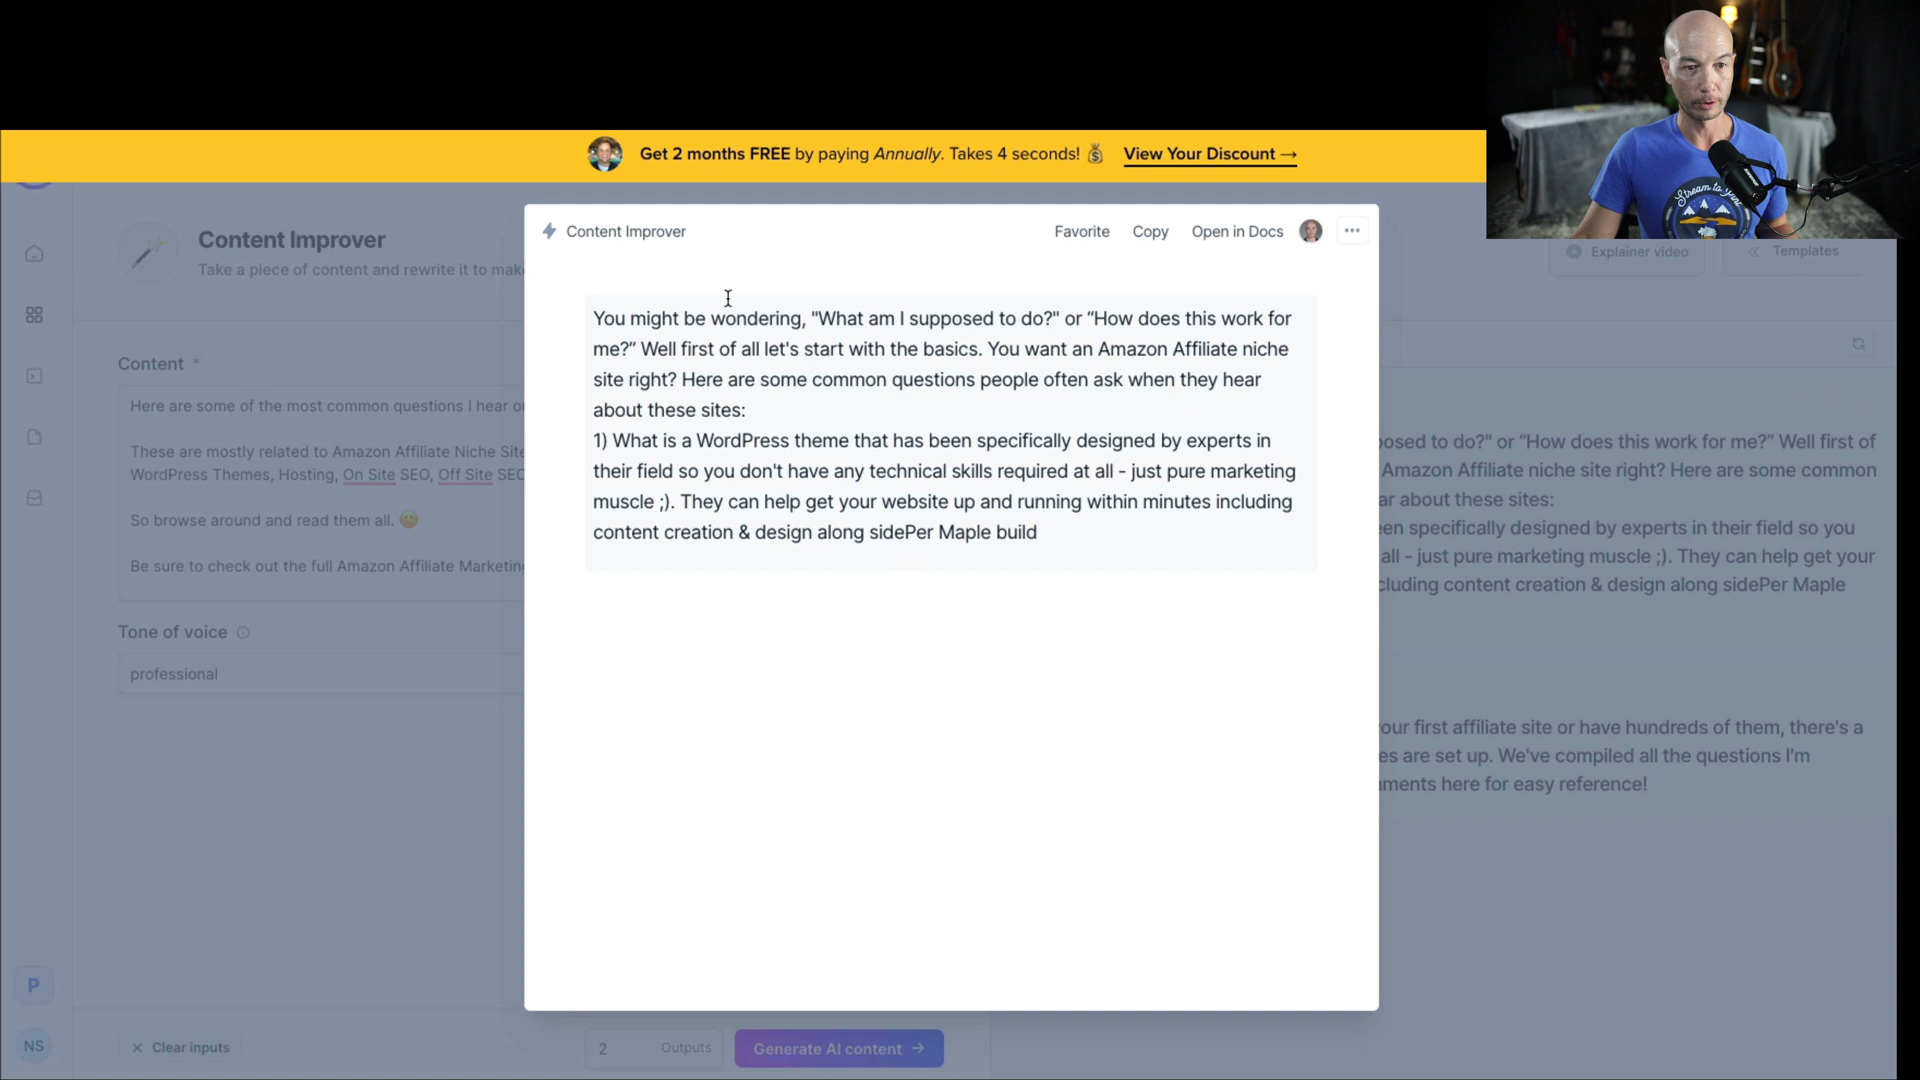 Get 2 months FREE by paying Annually. Takes 4 seconds! 💰 View Your Discount →
Stream to
Content Improver
Take a piece of content and rewrite it to make
Content Improver
Favorite
Copy
Open in Docs
Explainer video
Templates
Content *
Here are some of the most common questions I hear
These are mostly related to Amazon Affiliate Niche Site
WordPress Themes, Hosting, On Site SEO, Off Site SEO
So browse around and read them all. 🙂
Be sure to check out the full Amazon Affiliate Marketing
Tone of voice
professional
You might be wondering, "What am I supposed to do?" or “How does this work for
me?” Well first of all let's start with the basics. You want an Amazon Affiliate niche
site right? Here are some common questions people often ask when they hear
about these sites:
1) What is a WordPress theme that has been specifically designed by experts in
their field so you don't have any technical skills required at all - just pure marketing
muscle ;). They can help get your website up and running within minutes including
content creation & design along sidePer Maple build
posed to do?" or “How does this work for me?” Well first of
Amazon Affiliate niche site right? Here are some common
ar about these sites:
en specifically designed by experts in their field so you
all - just pure marketing muscle ;). They can help get your
cluding content creation & design along sidePer Maple
our first affiliate site or have hundreds of them, there's a
es are set up. We've compiled all the questions I'm
ments here for easy reference!
P
NS
Clear inputs
2
Outputs
Generate AI content →